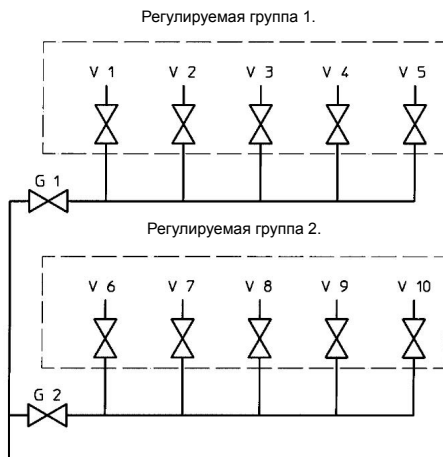 Регулируемая группа 1.
V 1 V 2 V 3 V 4 V 5
G 1
Регулируемая группа 2.
V 6 V 7 V 8 V 9 V 10
G 2